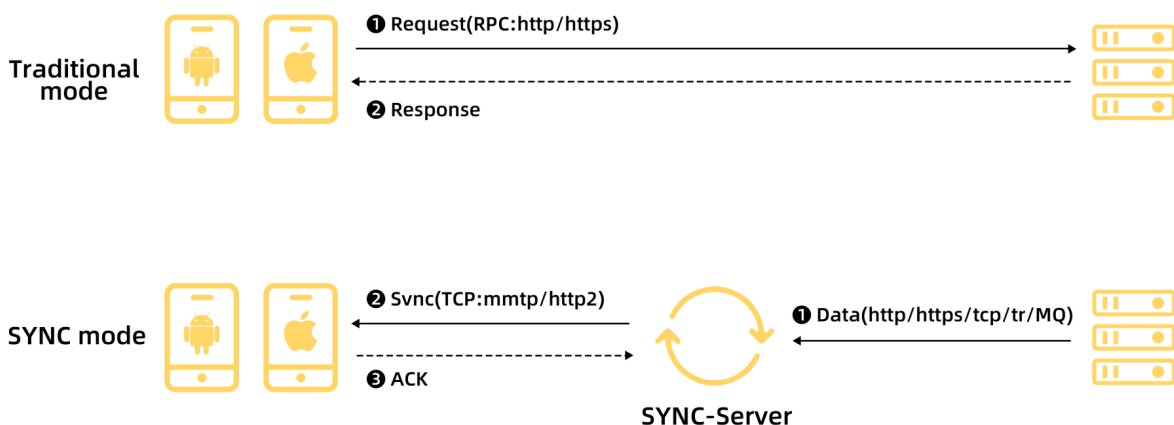 Traditional
mode
❶ Request(RPC:http/https)
❷ Response
SYNC mode
❷ Svnc(TCP:mmtp/http2)
❸ ACK
SYNC-Server
❶ Data(http/https/tcp/tr/MQ)